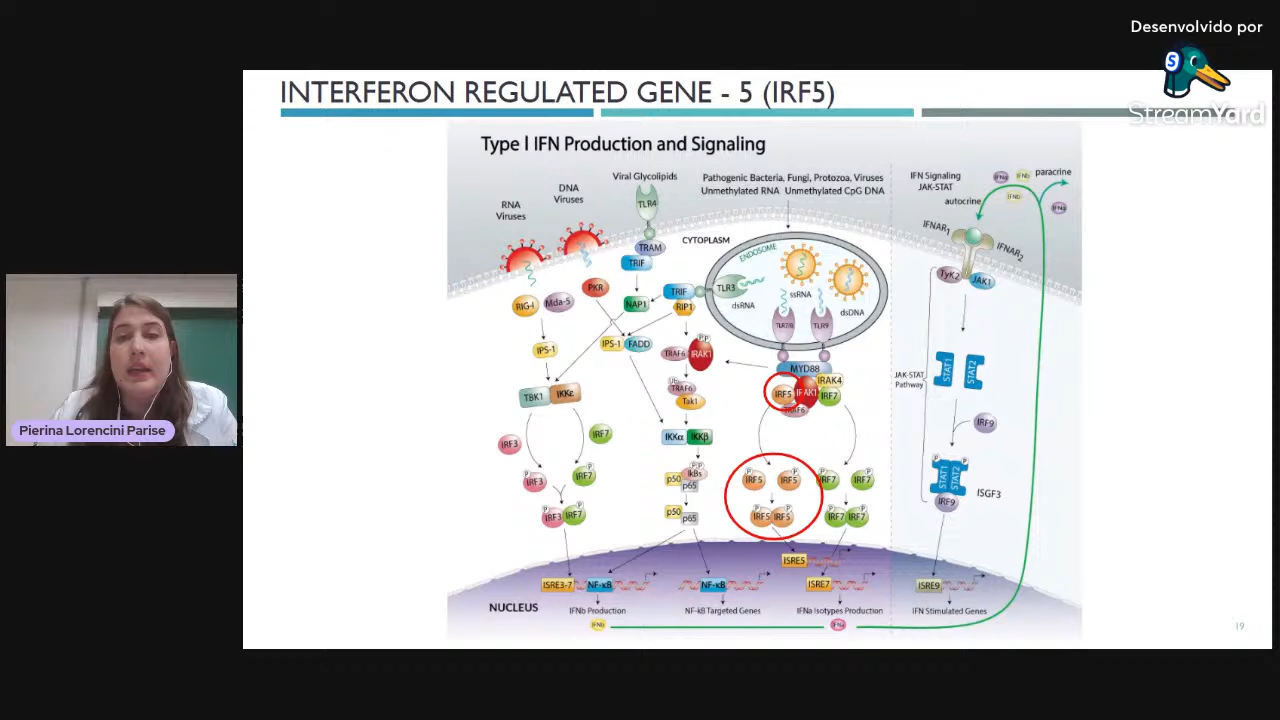 Desenvolvido por
StreamYard
INTERFERON REGULATED GENE - 5 (IRF5)
Type I IFN Production and Signaling
Viral Glycolipids
TLR4
DNA
Viruses
RNA
Viruses
Pathogenic Bacteria, Fungi, Protozoa, Viruses
Unmethylated RNA Unmethylated CpG DNA
IFN Signaling
JAK-STAT
autocrine
paracrine
IFNAR1
IFNAR2
CYTOPLASM
TRAM
TRIF
ENDOSOME
TyK2
JAK1
PKR
RIG-I
Mda-5
NAP1
TRIF
RIP1
TLR3
dsRNA
ssRNA
dsDNA
TLR7/8
TLR9
IPS-1
IPS-1
FADD
TRAF6
P P
IRAK1
MYD88
IRAK4
IRF5
IRAK1
IRF7
TRAF6
JAK-STAT
Pathway
STAT1
STAT2
TBK1
IKKε
Ub
TRAF6
Tak1
IRF3
IRF7
IKKα
IKKβ
IRF9
P
IRF3
P
IRF7
p50
P P
IkBs
p65
P
IRF5
P
IRF5
P
IRF7
P
IRF7
P
STAT1
P
STAT2
IRF9
ISGF3
P
IRF3
P
IRF7
p50
p65
P
IRF5
P
IRF5
P
IRF7
P
IRF7
ISRE5
ISRE3-7
NF-κB
NF-κB
ISRE7
ISRE9
NUCLEUS
IFNb Production
NF-kB Targeted Genes
IFNa Isotypes Production
IFN Stimulated Genes
IFNb
IFNa
19
Pierina Lorencini Parise